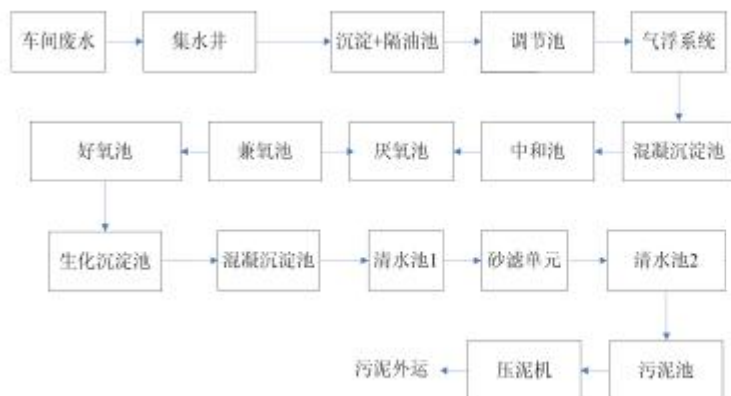 车间废水 集水井 沉淀+隔油池 调节池 气浮系统
好氧池 兼氧池 厌氧池 中和池 混凝沉淀池
生化沉淀池 混凝沉淀池 清水池1 砂滤单元 清水池2
污泥外运 压泥机 污泥池